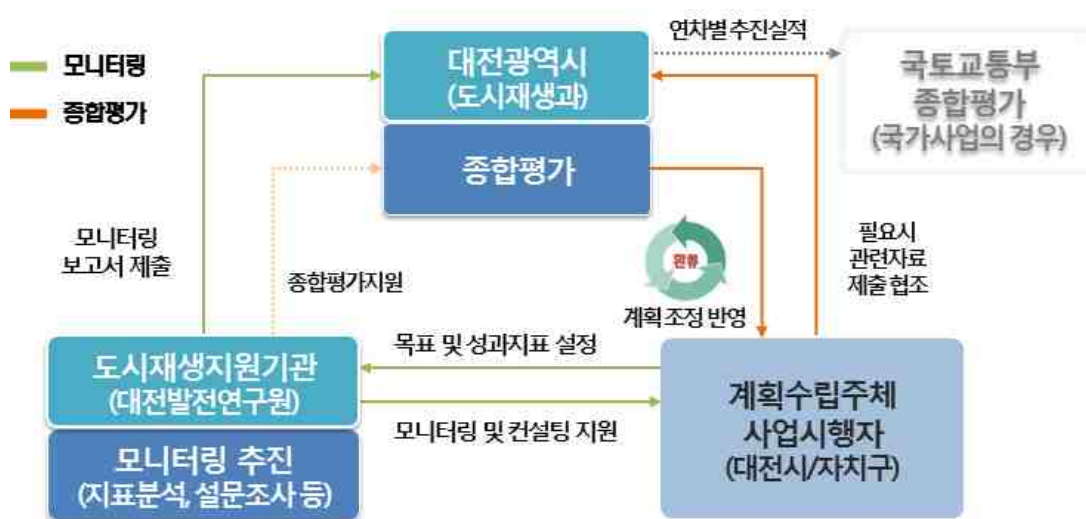 연차별 추진실적
모니터링
종합평가
대전광역시
(도시재생과)
종합평가
국토교통부
종합평가
(국가사업의 경우)
모니터링
보고서 제출
종합평가지원
환류
계획 조정 반영
필요시
관련자료
제출 협조
도시재생지원기관
(대전발전연구원)
모니터링 추진
(지표분석, 설문조사 등)
목표 및 성과지표 설정
모니터링 및 컨설팅 지원
계획수립주체
사업시행자
(대전시/자치구)